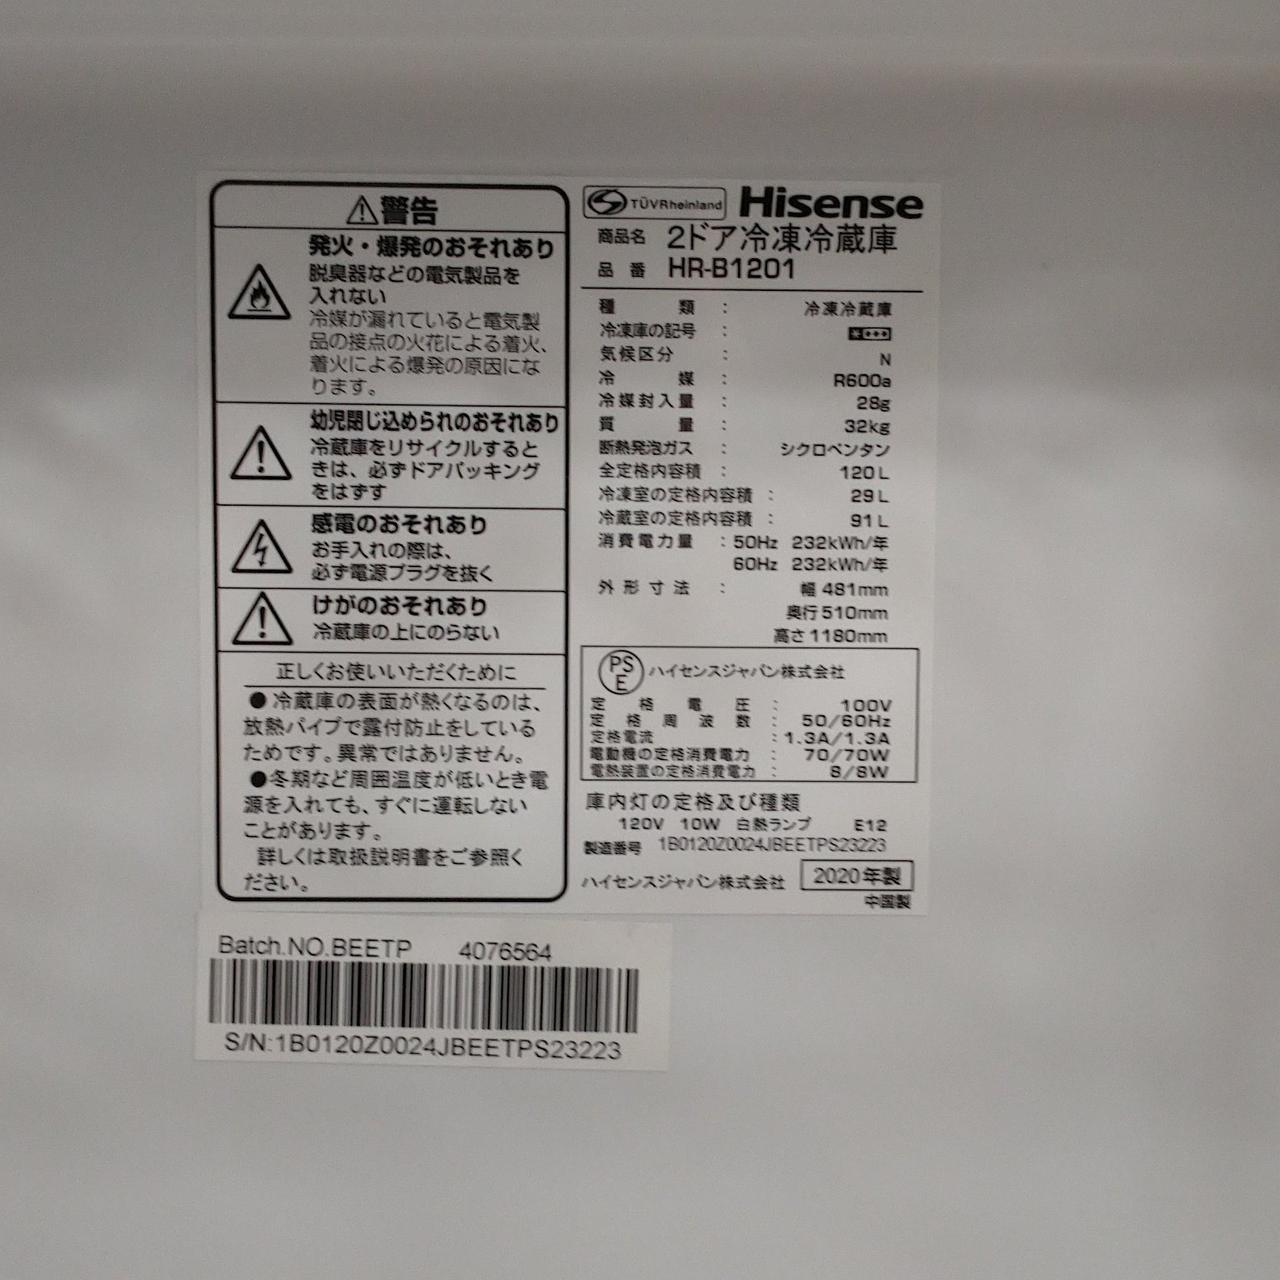 警告
発火・爆発のおそれあり
脱臭器などの電気製品を
入れない
冷媒が漏れていると電気製
品の接点の火花による着火、
着火による爆発の原因にな
ります。
幼児閉じ込められのおそれあり
冷蔵庫をリサイクルすると
きは、必ずドアパッキング
をはずす
感電のおそれあり
お手入れの際は、
必ず電源プラグを抜く
けがのおそれあり
冷蔵庫の上にのらない
正しくお使いいただくために
●冷蔵庫の表面が熱くなるのは、
放熱パイプで露付防止をしている
ためです。異常ではありません。
●冬期など周囲温度が低いとき電
源を入れても、すぐに運転しない
ことがあります。
詳しくは取扱説明書をご参照く
ださい。
TÜVRheinland Hisense
商品名 2ドア冷凍冷蔵庫
品番 HR-B1201
種類 : 冷凍冷蔵庫
冷凍庫の記号 :
気候区分 : N
冷媒 : R600a
冷媒封入量 : 28g
質量 : 32kg
断熱発泡ガス : シクロペンタン
全定格内容積 : 120L
冷凍室の定格内容積 : 29L
冷蔵室の定格内容積 : 91L
消費電力量 : 50Hz 232kWh/年
60Hz 232kWh/年
外形寸法 : 幅 481mm
奥行 510mm
高さ 1180mm
PSE ハイセンスジャパン株式会社
定格電圧 : 100V
定格周波数 : 50/60Hz
定格電流 : 1.3A/1.3A
電動機の定格消費電力 : 70/70W
電熱装置の定格消費電力 : 8/8W
庫内灯の定格及び種類
120V 10W 白熱ランプ E12
製造番号 1B0120Z0024JBEETPS23223
ハイセンスジャパン株式会社 2020年製
中国製
Batch.NO.BEETP 4076564
S/N:1B0120Z0024JBEETPS23223